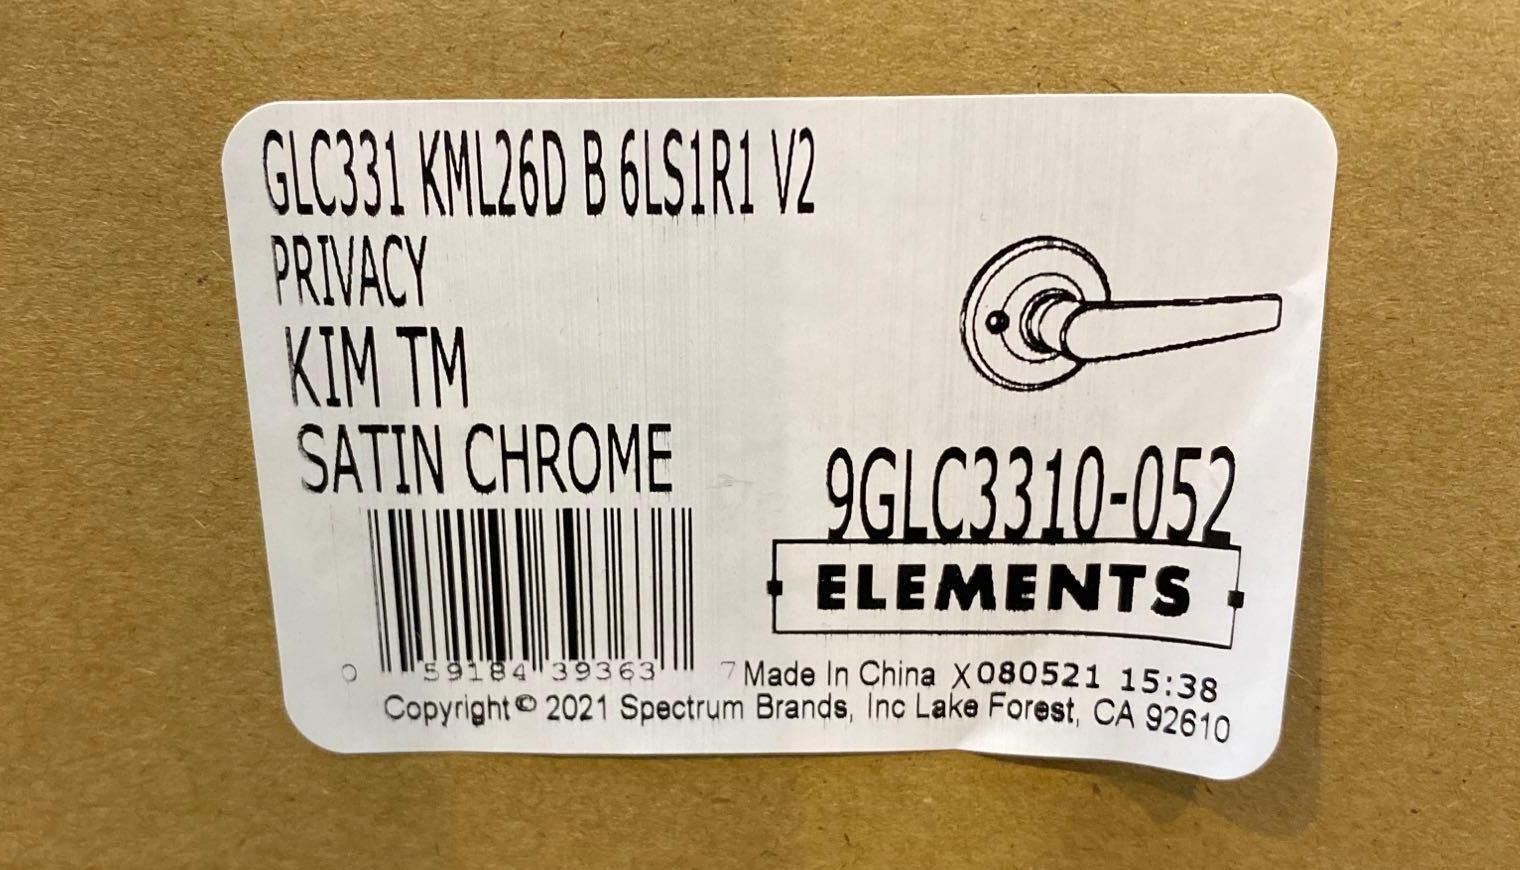 GLC331 KML26D B 6LS1R1 V2
PRIVACY
KIM TM
SATIN CHROME
9GLC3310-052
ELEMENTS
0 59184 39363 7
Made In China X080521 15:38
Copyright © 2021 Spectrum Brands, Inc Lake Forest, CA 92610